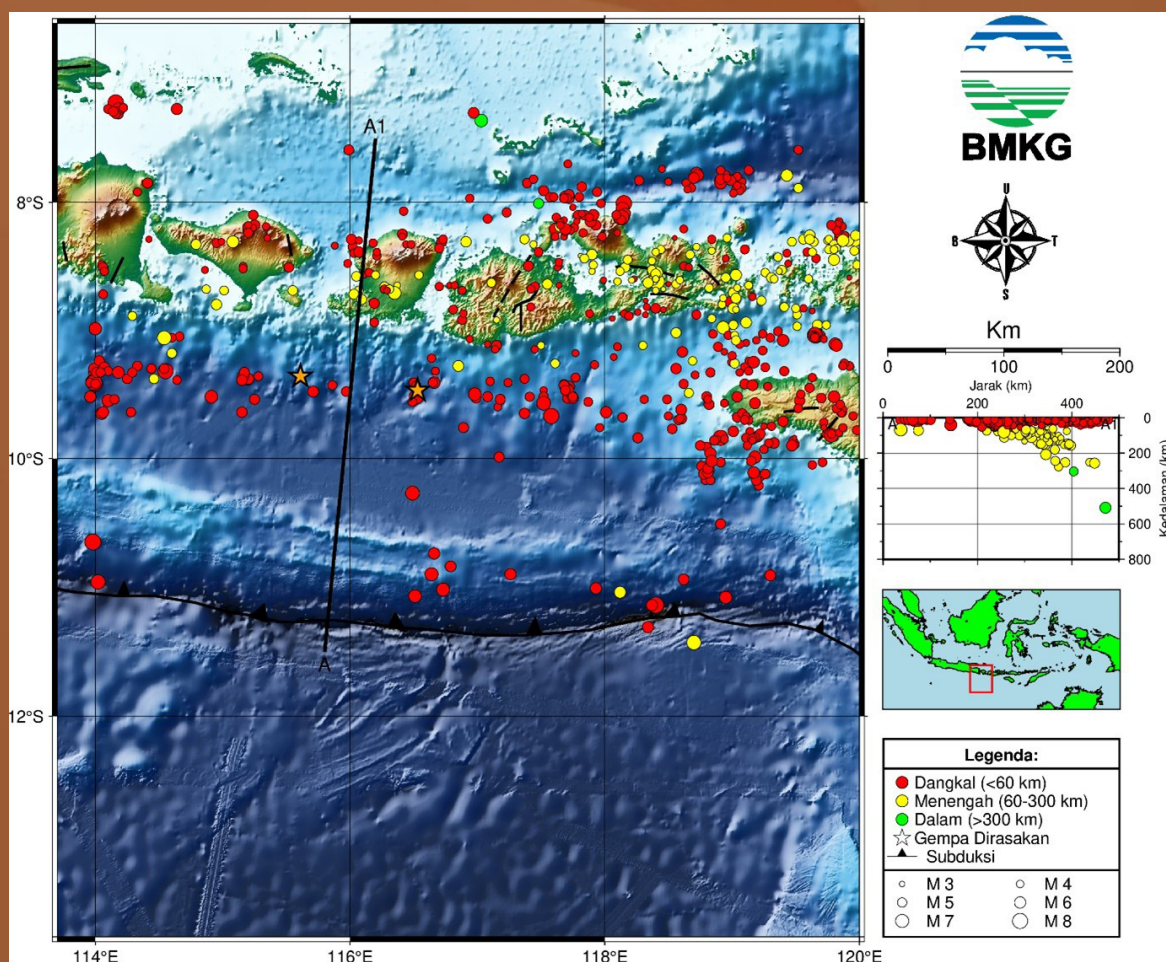 A1
A
8°S
10°S
12°S
114°E
116°E
118°E
120°E
BMKG
U
B
T
S
Km
0
100
200
Jarak (km)
0
200
400
A
A1
0
200
400
600
800
Kedalaman (km)
Legenda:
Dangkal (<60 km)
Menengah (60-300 km)
Dalam (>300 km)
Gempa Dirasakan
Subduksi
M 3
M 4
M 5
M 6
M 7
M 8